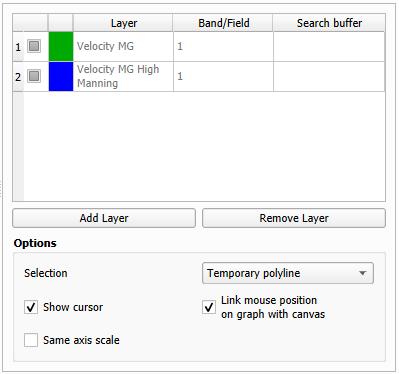 Layer Band/Field Search buffer
1 Velocity MG 1
2 Velocity MG High 1
Manning
Add Layer Remove Layer
Options
Selection Temporary polyline
Show cursor Link mouse position
on graph with canvas
Same axis scale